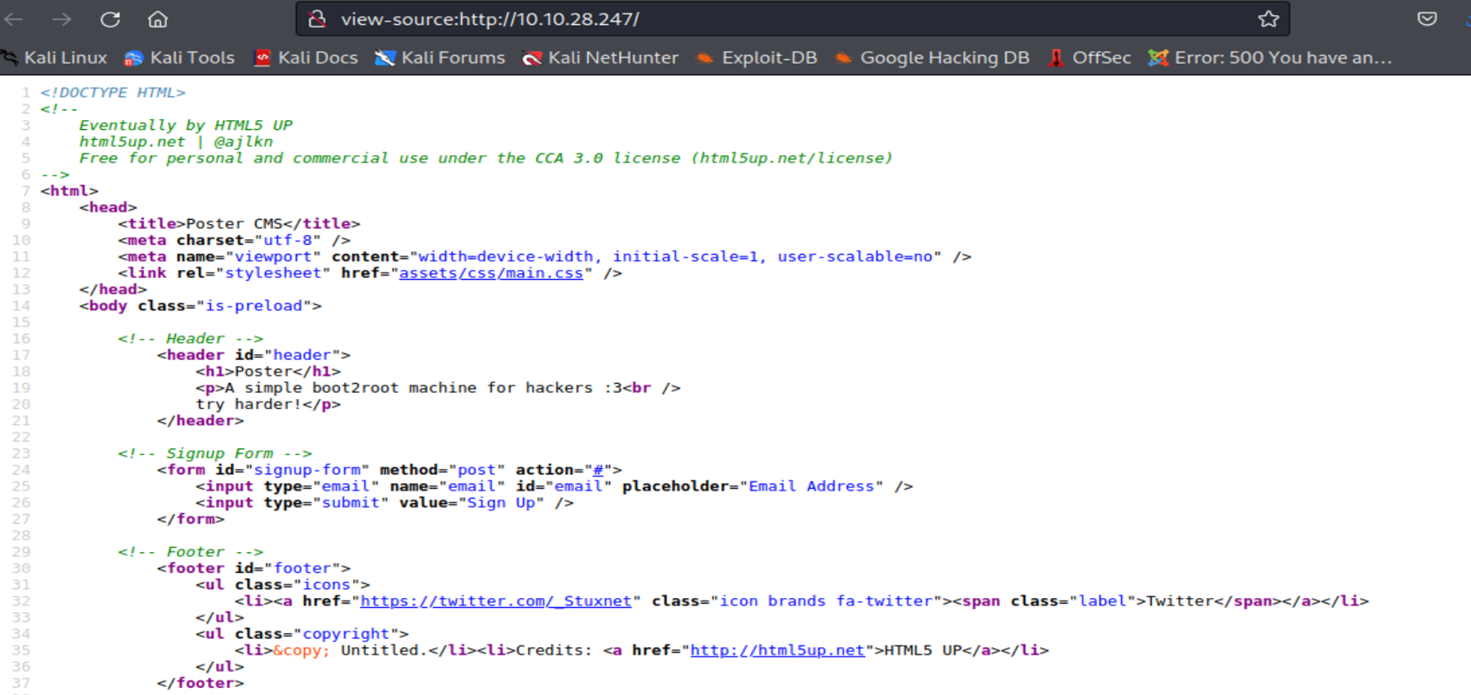 view-source:http://10.10.28.247/
Kali Linux Kali Tools Kali Docs Kali Forums Kali NetHunter Exploit-DB Google Hacking DB OffSec Error: 500 You have an...
1 <!DOCTYPE HTML>
2 <!--
3 Eventually by HTML5 UP
4 html5up.net | @ajlkn
5 Free for personal and commercial use under the CCA 3.0 license (html5up.net/license)
6 -->
7 <html>
8 <head>
9 <title>Poster CMS</title>
10 <meta charset="utf-8" />
11 <meta name="viewport" content="width=device-width, initial-scale=1, user-scalable=no" />
12 <link rel="stylesheet" href="assets/css/main.css" />
13 </head>
14 <body class="is-preload">
15
16 <!-- Header -->
17 <header id="header">
18 <h1>Poster</h1>
19 <p>A simple boot2root machine for hackers :3<br />
20 try harder!</p>
21 </header>
22
23 <!-- Signup Form -->
24 <form id="signup-form" method="post" action="#">
25 <input type="email" name="email" id="email" placeholder="Email Address" />
26 <input type="submit" value="Sign Up" />
27 </form>
28
29 <!-- Footer -->
30 <footer id="footer">
31 <ul class="icons">
32 <li><a href="https://twitter.com/_Stuxnet" class="icon brands fa-twitter"><span class="label">Twitter</span></a></li>
33 </ul>
34 <ul class="copyright">
35 <li>&copy; Untitled.</li><li>Credits: <a href="http://html5up.net">HTML5 UP</a></li>
36 </ul>
37 </footer>